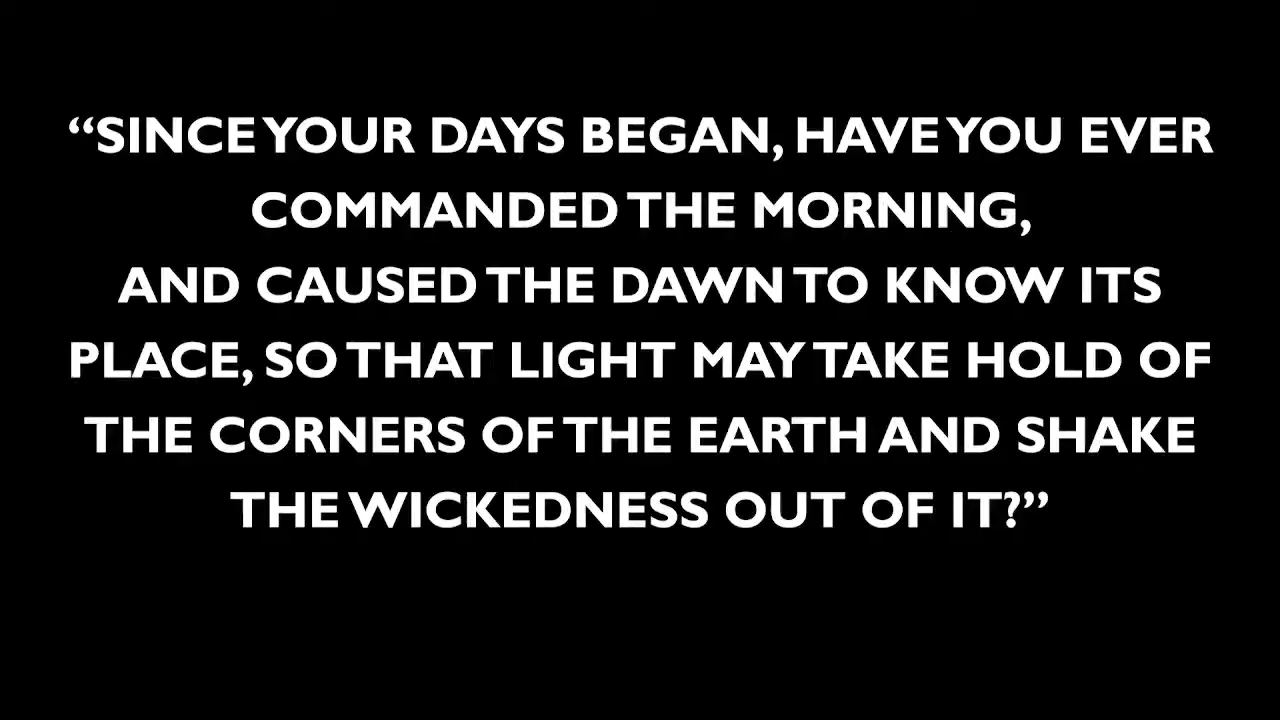 “SINCE YOUR DAYS BEGAN, HAVE YOU EVER
COMMANDED THE MORNING,
AND CAUSED THE DAWN TO KNOW ITS
PLACE, SO THAT LIGHT MAY TAKE HOLD OF
THE CORNERS OF THE EARTH AND SHAKE
THE WICKEDNESS OUT OF IT?”